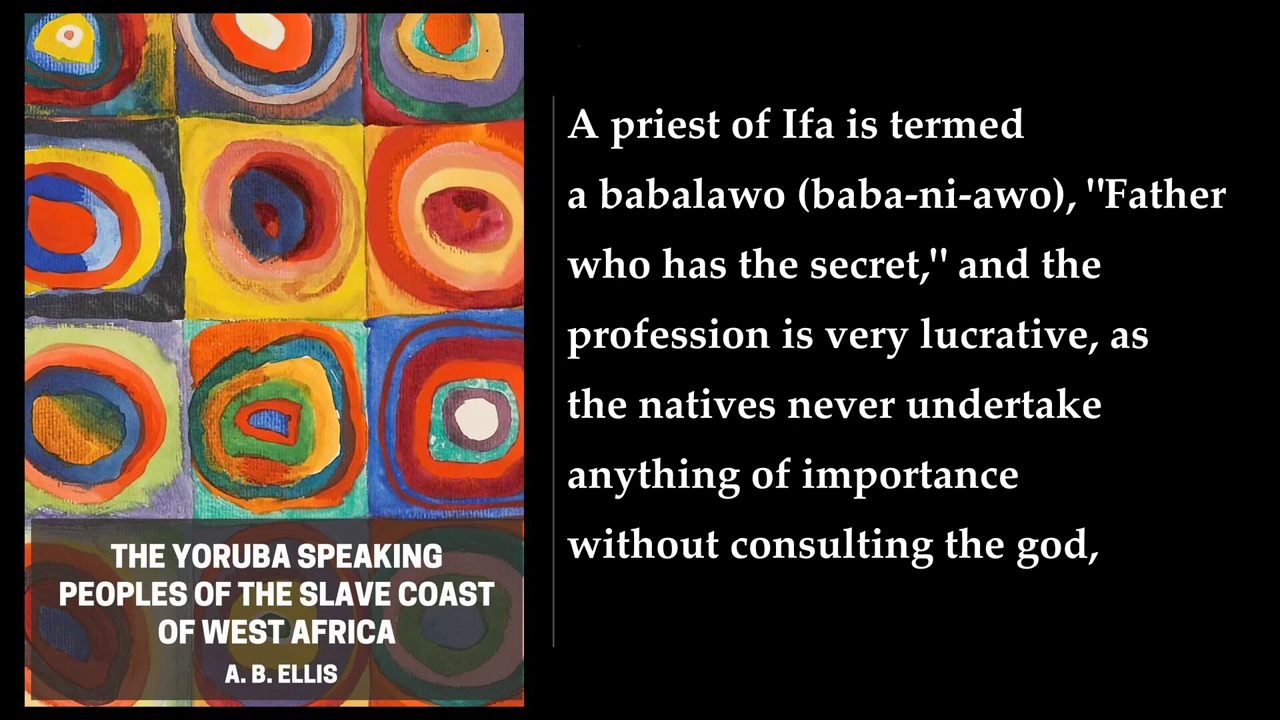 THE YORUBA SPEAKING
PEOPLES OF THE SLAVE COAST
OF WEST AFRICA
A. B. ELLIS
A priest of Ifa is termed
a babalawo (baba-ni-awo), "Father
who has the secret," and the
profession is very lucrative, as
the natives never undertake
anything of importance
without consulting the god,